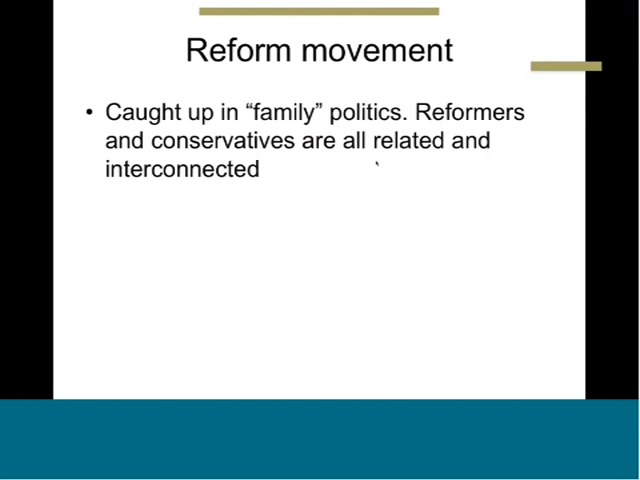 Reform movement
• Caught up in “family” politics. Reformers
and conservatives are all related and
interconnected